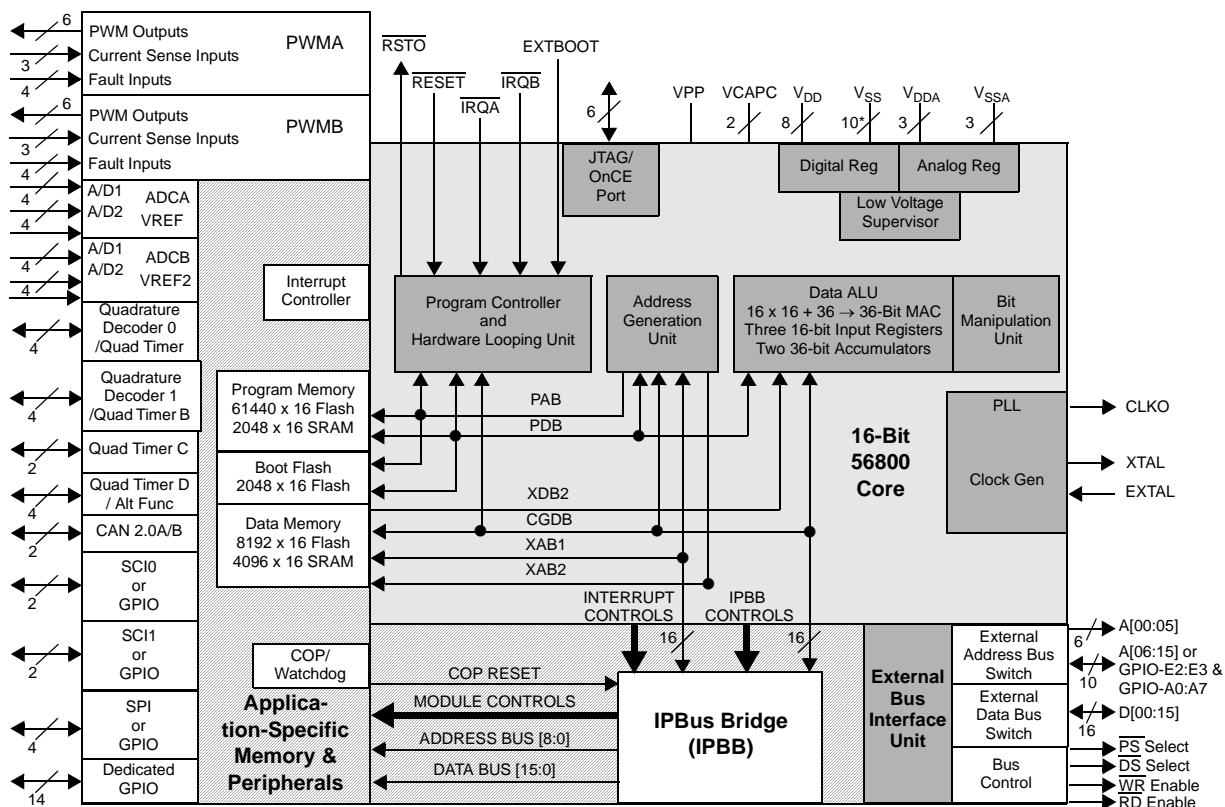 6
PWM Outputs
PWMA
Current Sense Inputs
3
Fault Inputs
4
6
PWM Outputs
PWMB
Current Sense Inputs
3
Fault Inputs
4
4
A/D1
ADCA
4
A/D2
VREF
4
A/D1
ADCB
4
A/D2
VREF2
4
Quadrature
Decoder 0
/Quad Timer
4
Quadrature
Decoder 1
/Quad Timer B
4
Quad Timer C
2
Quad Timer D
/ Alt Func
4
CAN 2.0A/B
2
SCI0
or
GPIO
2
SCI1
or
GPIO
2
SPI
or
GPIO
4
Dedicated
GPIO
14
RSTO
EXTBOOT
RESET
IRQB
IRQA
6
VPP
VCAPC
VDD
VSS
VDDA
VSSA
2
8
10*
3
3
JTAG/
OnCE
Port
Digital Reg
Analog Reg
Low Voltage
Supervisor
Interrupt
Controller
Program Controller
and
Hardware Looping Unit
Address
Generation
Unit
Data ALU
16 x 16 + 36 → 36-Bit MAC
Three 16-bit Input Registers
Two 36-bit Accumulators
Bit
Manipulation
Unit
Program Memory
61440 x 16 Flash
2048 x 16 SRAM
Boot Flash
2048 x 16 Flash
Data Memory
8192 x 16 Flash
4096 x 16 SRAM
PAB
PDB
XDB2
CGDB
XAB1
XAB2
16-Bit
56800
Core
PLL
Clock Gen
CLKO
XTAL
EXTAL
INTERRUPT
CONTROLS
IPBB
CONTROLS
16
16
COP/
Watchdog
COP RESET
MODULE CONTROLS
ADDRESS BUS [8:0]
DATA BUS [15:0]
Applica-
tion-Specific
Memory &
Peripherals
IPBus Bridge
(IPBB)
External
Bus
Interface
Unit
External
Address Bus
Switch
External
Data Bus
Switch
Bus
Control
A[00:05]
6
A[06:15] or
GPIO-E2:E3 &
GPIO-A0:A7
10
D[00:15]
16
PS Select
DS Select
WR Enable
RD Enable